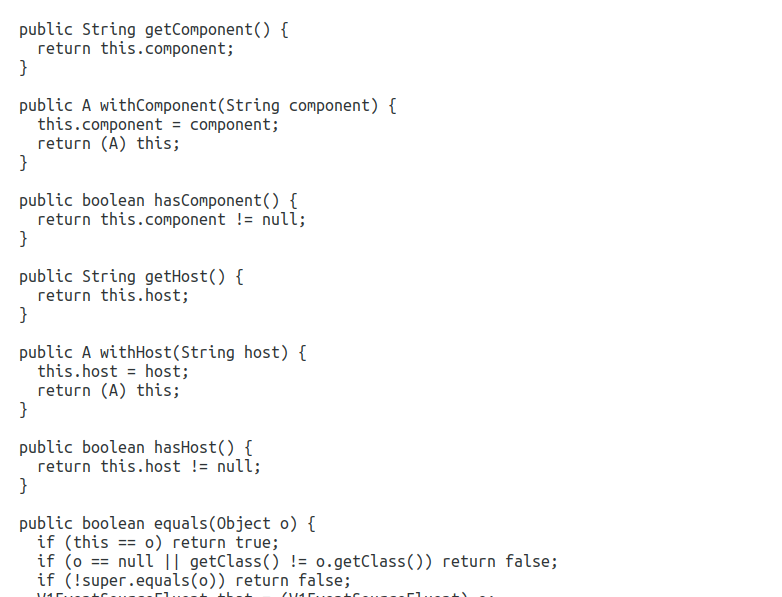 public String getComponent() {
  return this.component;
}

public A withComponent(String component) {
  this.component = component;
  return (A) this;
}

public boolean hasComponent() {
  return this.component != null;
}

public String getHost() {
  return this.host;
}

public A withHost(String host) {
  this.host = host;
  return (A) this;
}

public boolean hasHost() {
  return this.host != null;
}

public boolean equals(Object o) {
  if (this == o) return true;
  if (o == null || getClass() != o.getClass()) return false;
  if (!super.equals(o)) return false;
  V1EventSourceFluent that = (V1EventSourceFluent) o;